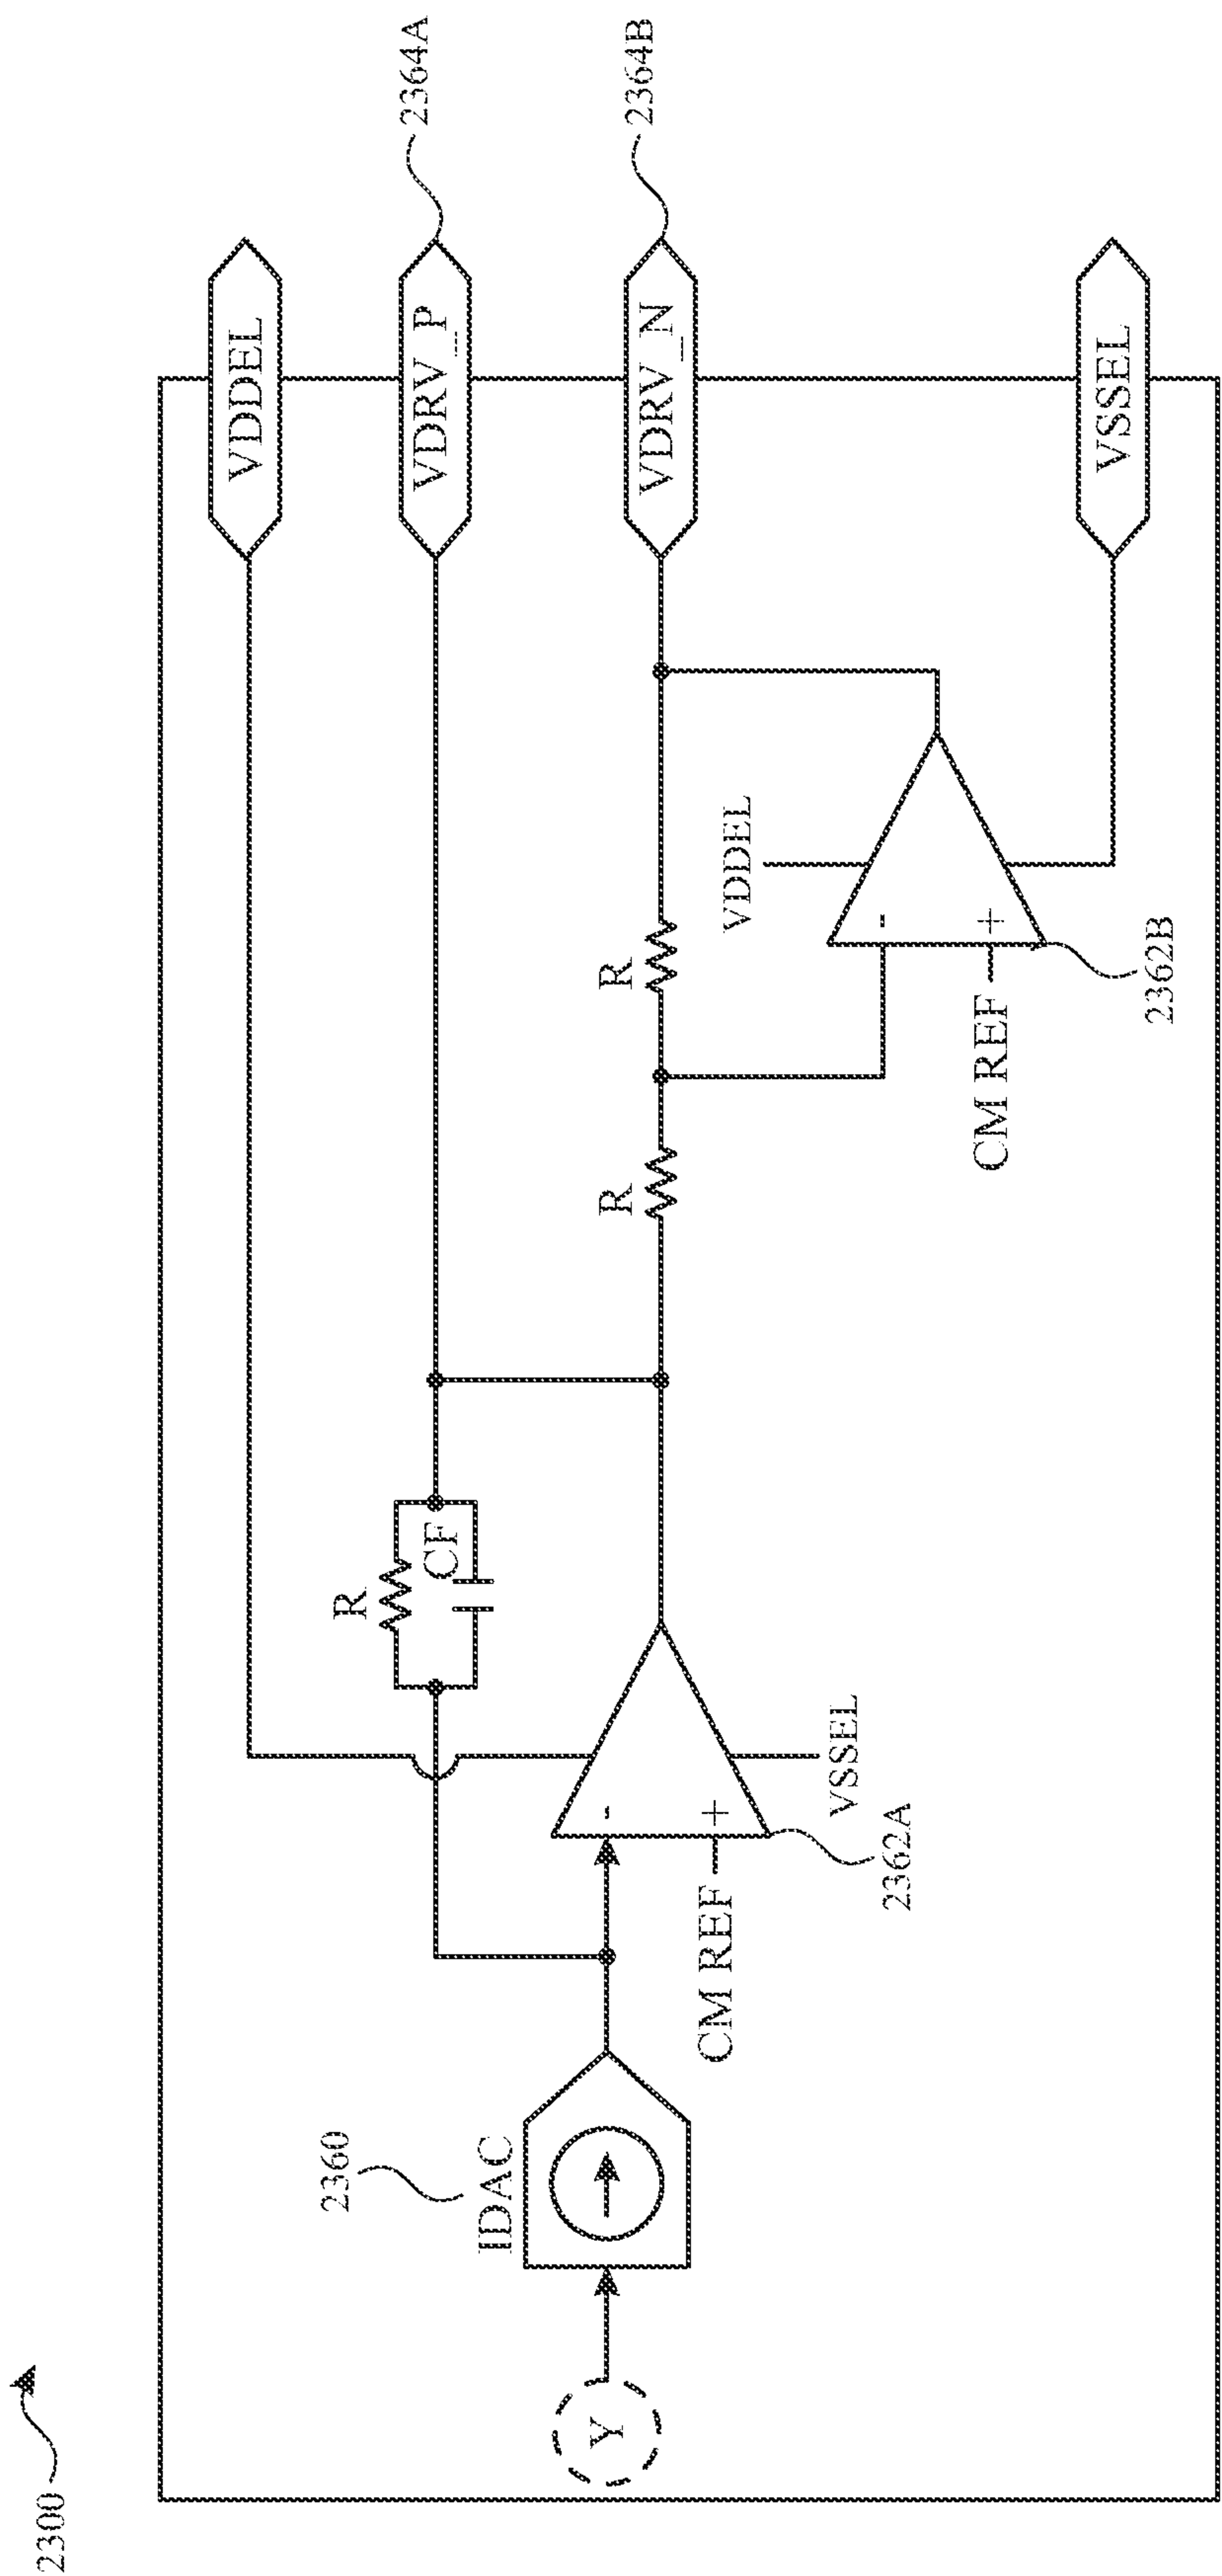 2300
Y
2360
IDAC
CM REF
-
+
2362A
VSSEL
R
CF
R
R
CM REF
-
+
2362B
VDDEL
VDDEL
VDRV_P
VDRV_N
VSSEL
2364A
2364B